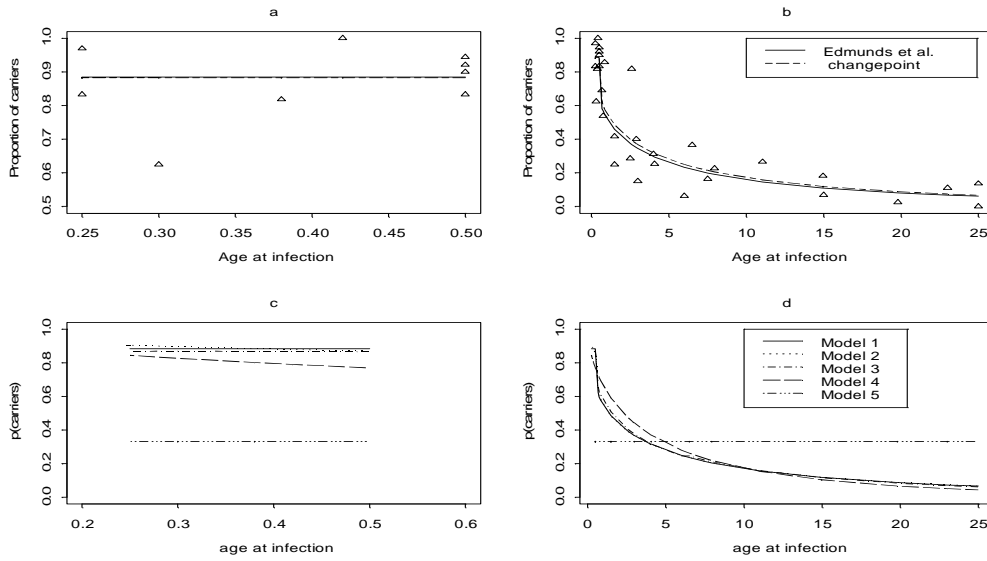 a
Proportion of carriers
1.0
0.9
0.8
0.7
0.6
0.5
0.25 0.30 0.35 0.40 0.45 0.50
Age at infection
b
Proportion of carriers
1.0
0.8
0.6
0.4
0.2
0.0
Edmunds et al.
changepoint
0 5 10 15 20 25
Age at infection
c
p(carriers)
1.0
0.8
0.6
0.4
0.2
0.0
0.2 0.3 0.4 0.5 0.6
age at infection
d
p(carriers)
1.0
0.8
0.6
0.4
0.2
0.0
Model 1
Model 2
Model 3
Model 4
Model 5
0 5 10 15 20 25
age at infection